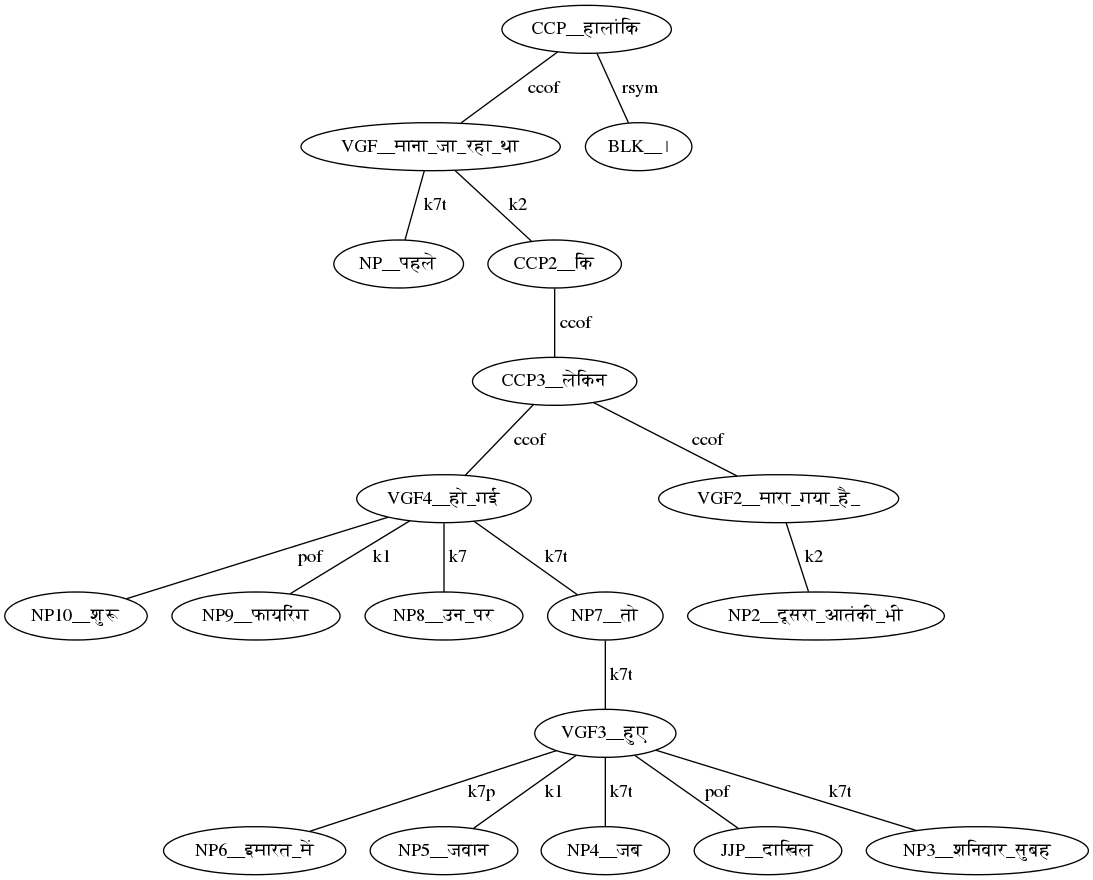 CCP__हालांकि
ccof rsym
VGF__माना_जा_रहा_था BLK__।
k7t k2
NP__पहले CCP2__कि
ccof
CCP3__लेकिन
ccof ccof
VGF4__हो_गई VGF2__मारा_गया_है_
pof k1 k7 k7t k2
NP10__शुरू NP9__फायरिंग NP8__उन_पर NP7__तो NP2__दूसरा_आतंकी_भी
k7t
VGF3__हुए
k7p k1 k7t pof k7t
NP6__इमारत_में NP5__जवान NP4__जब JJP__दाखिल NP3__शनिवार_सुबह